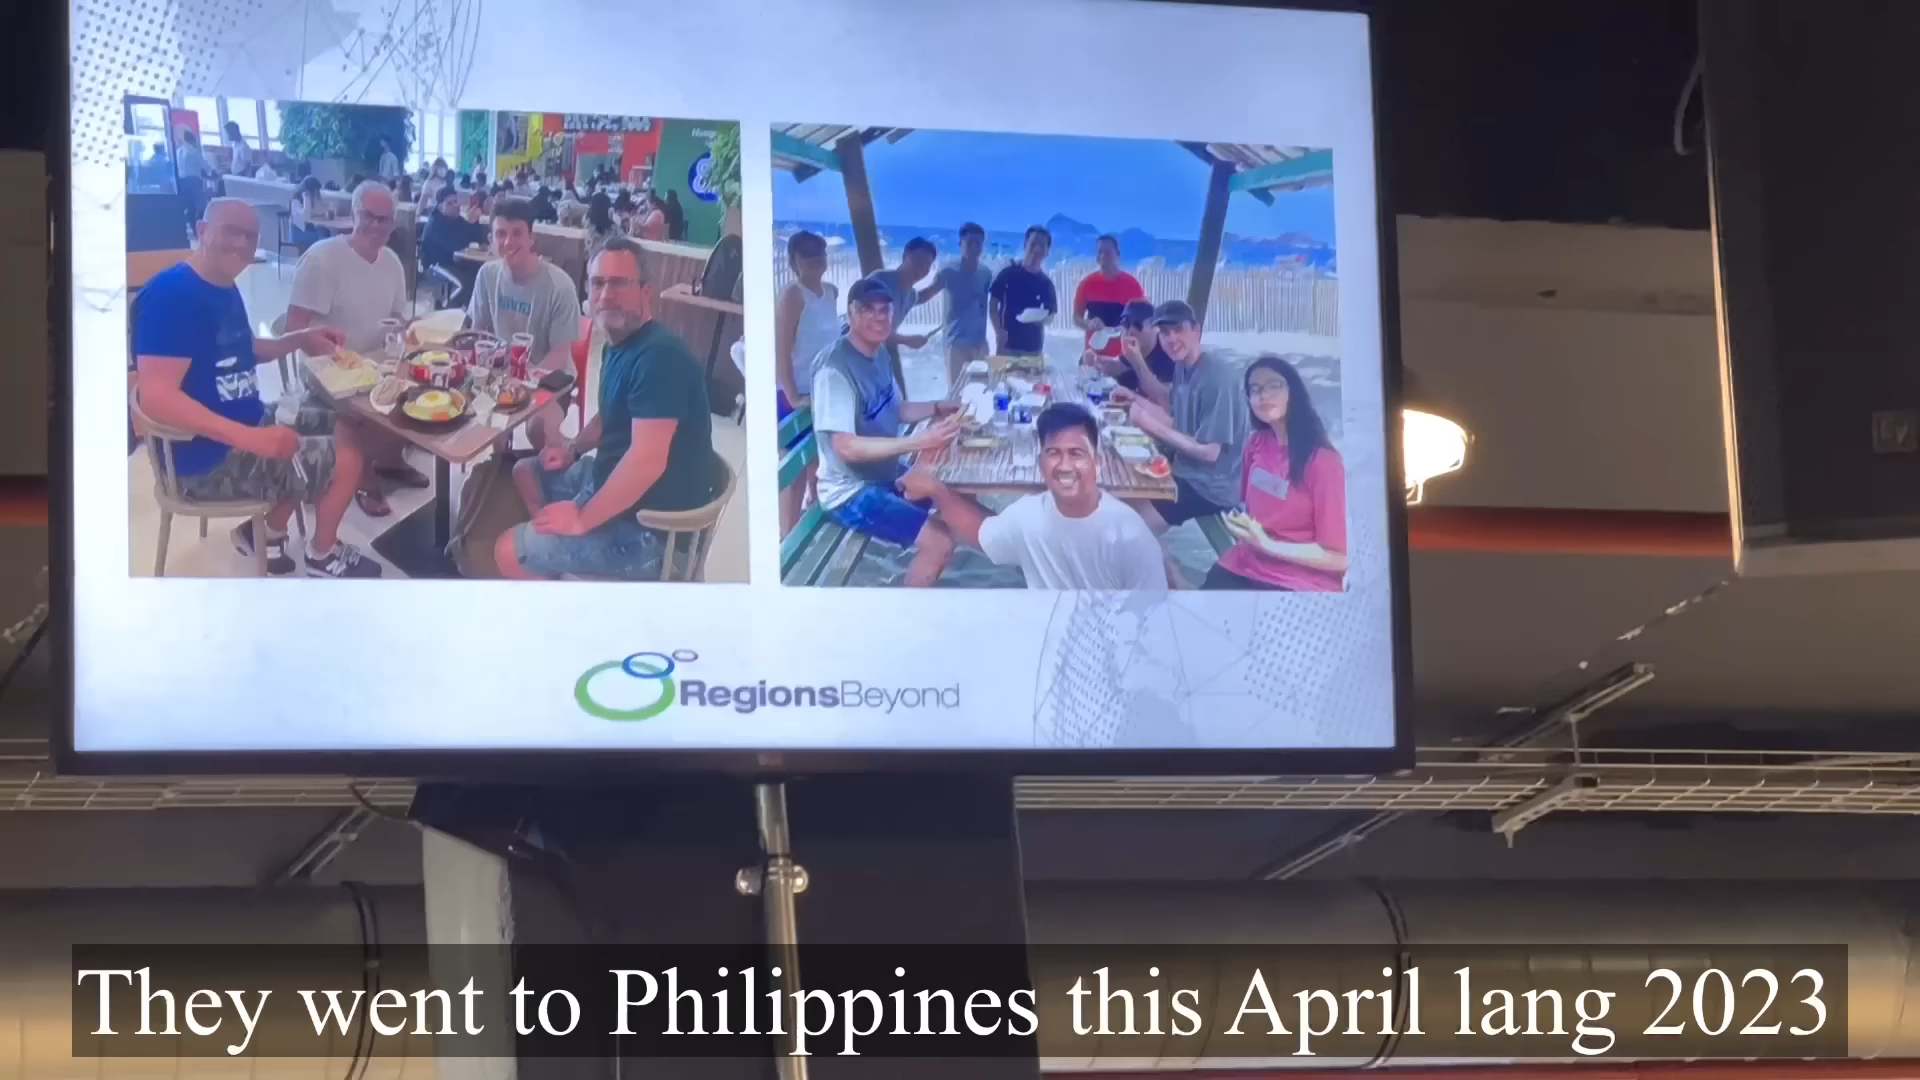 RegionsBeyond
They went to Philippines this April lang 2023